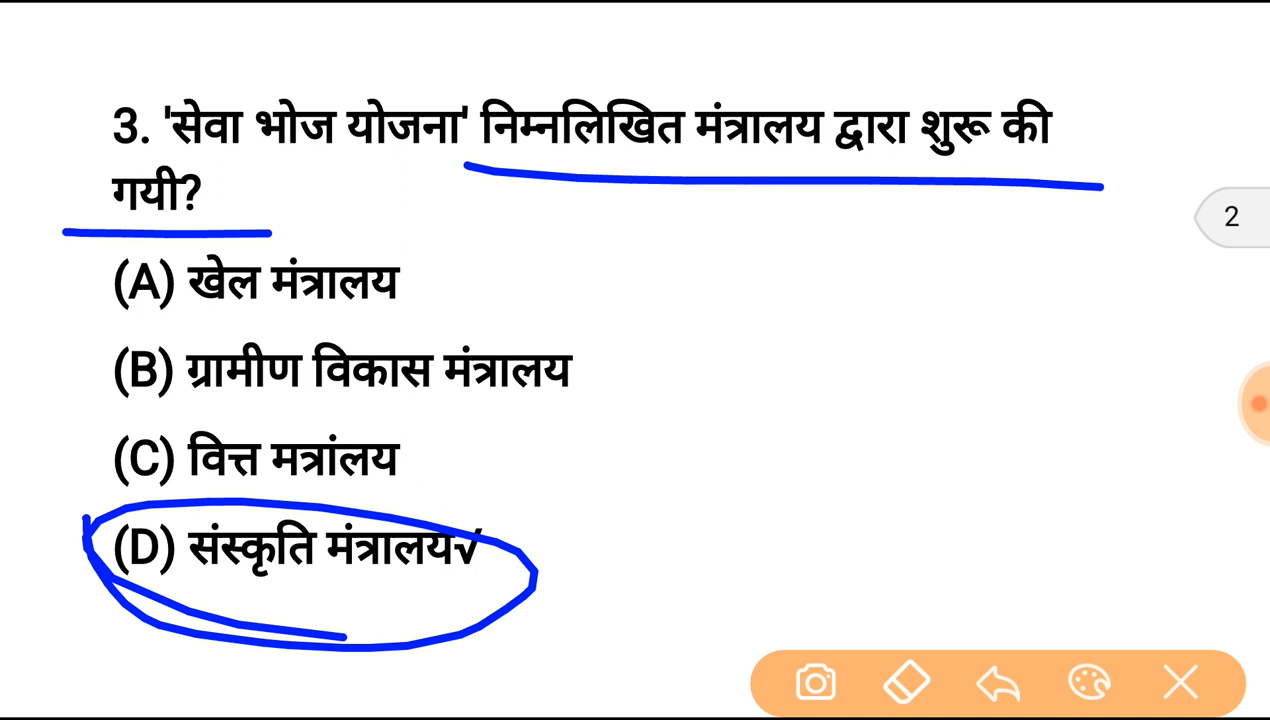 3. 'सेवा भोज योजना' निम्नलिखित मंत्रालय द्वारा शुरू की
गयी?
2
(A) खेल मंत्रालय
(B) ग्रामीण विकास मंत्रालय
(C) वित्त मत्रांलय
(D) संस्कृति मंत्रालय√